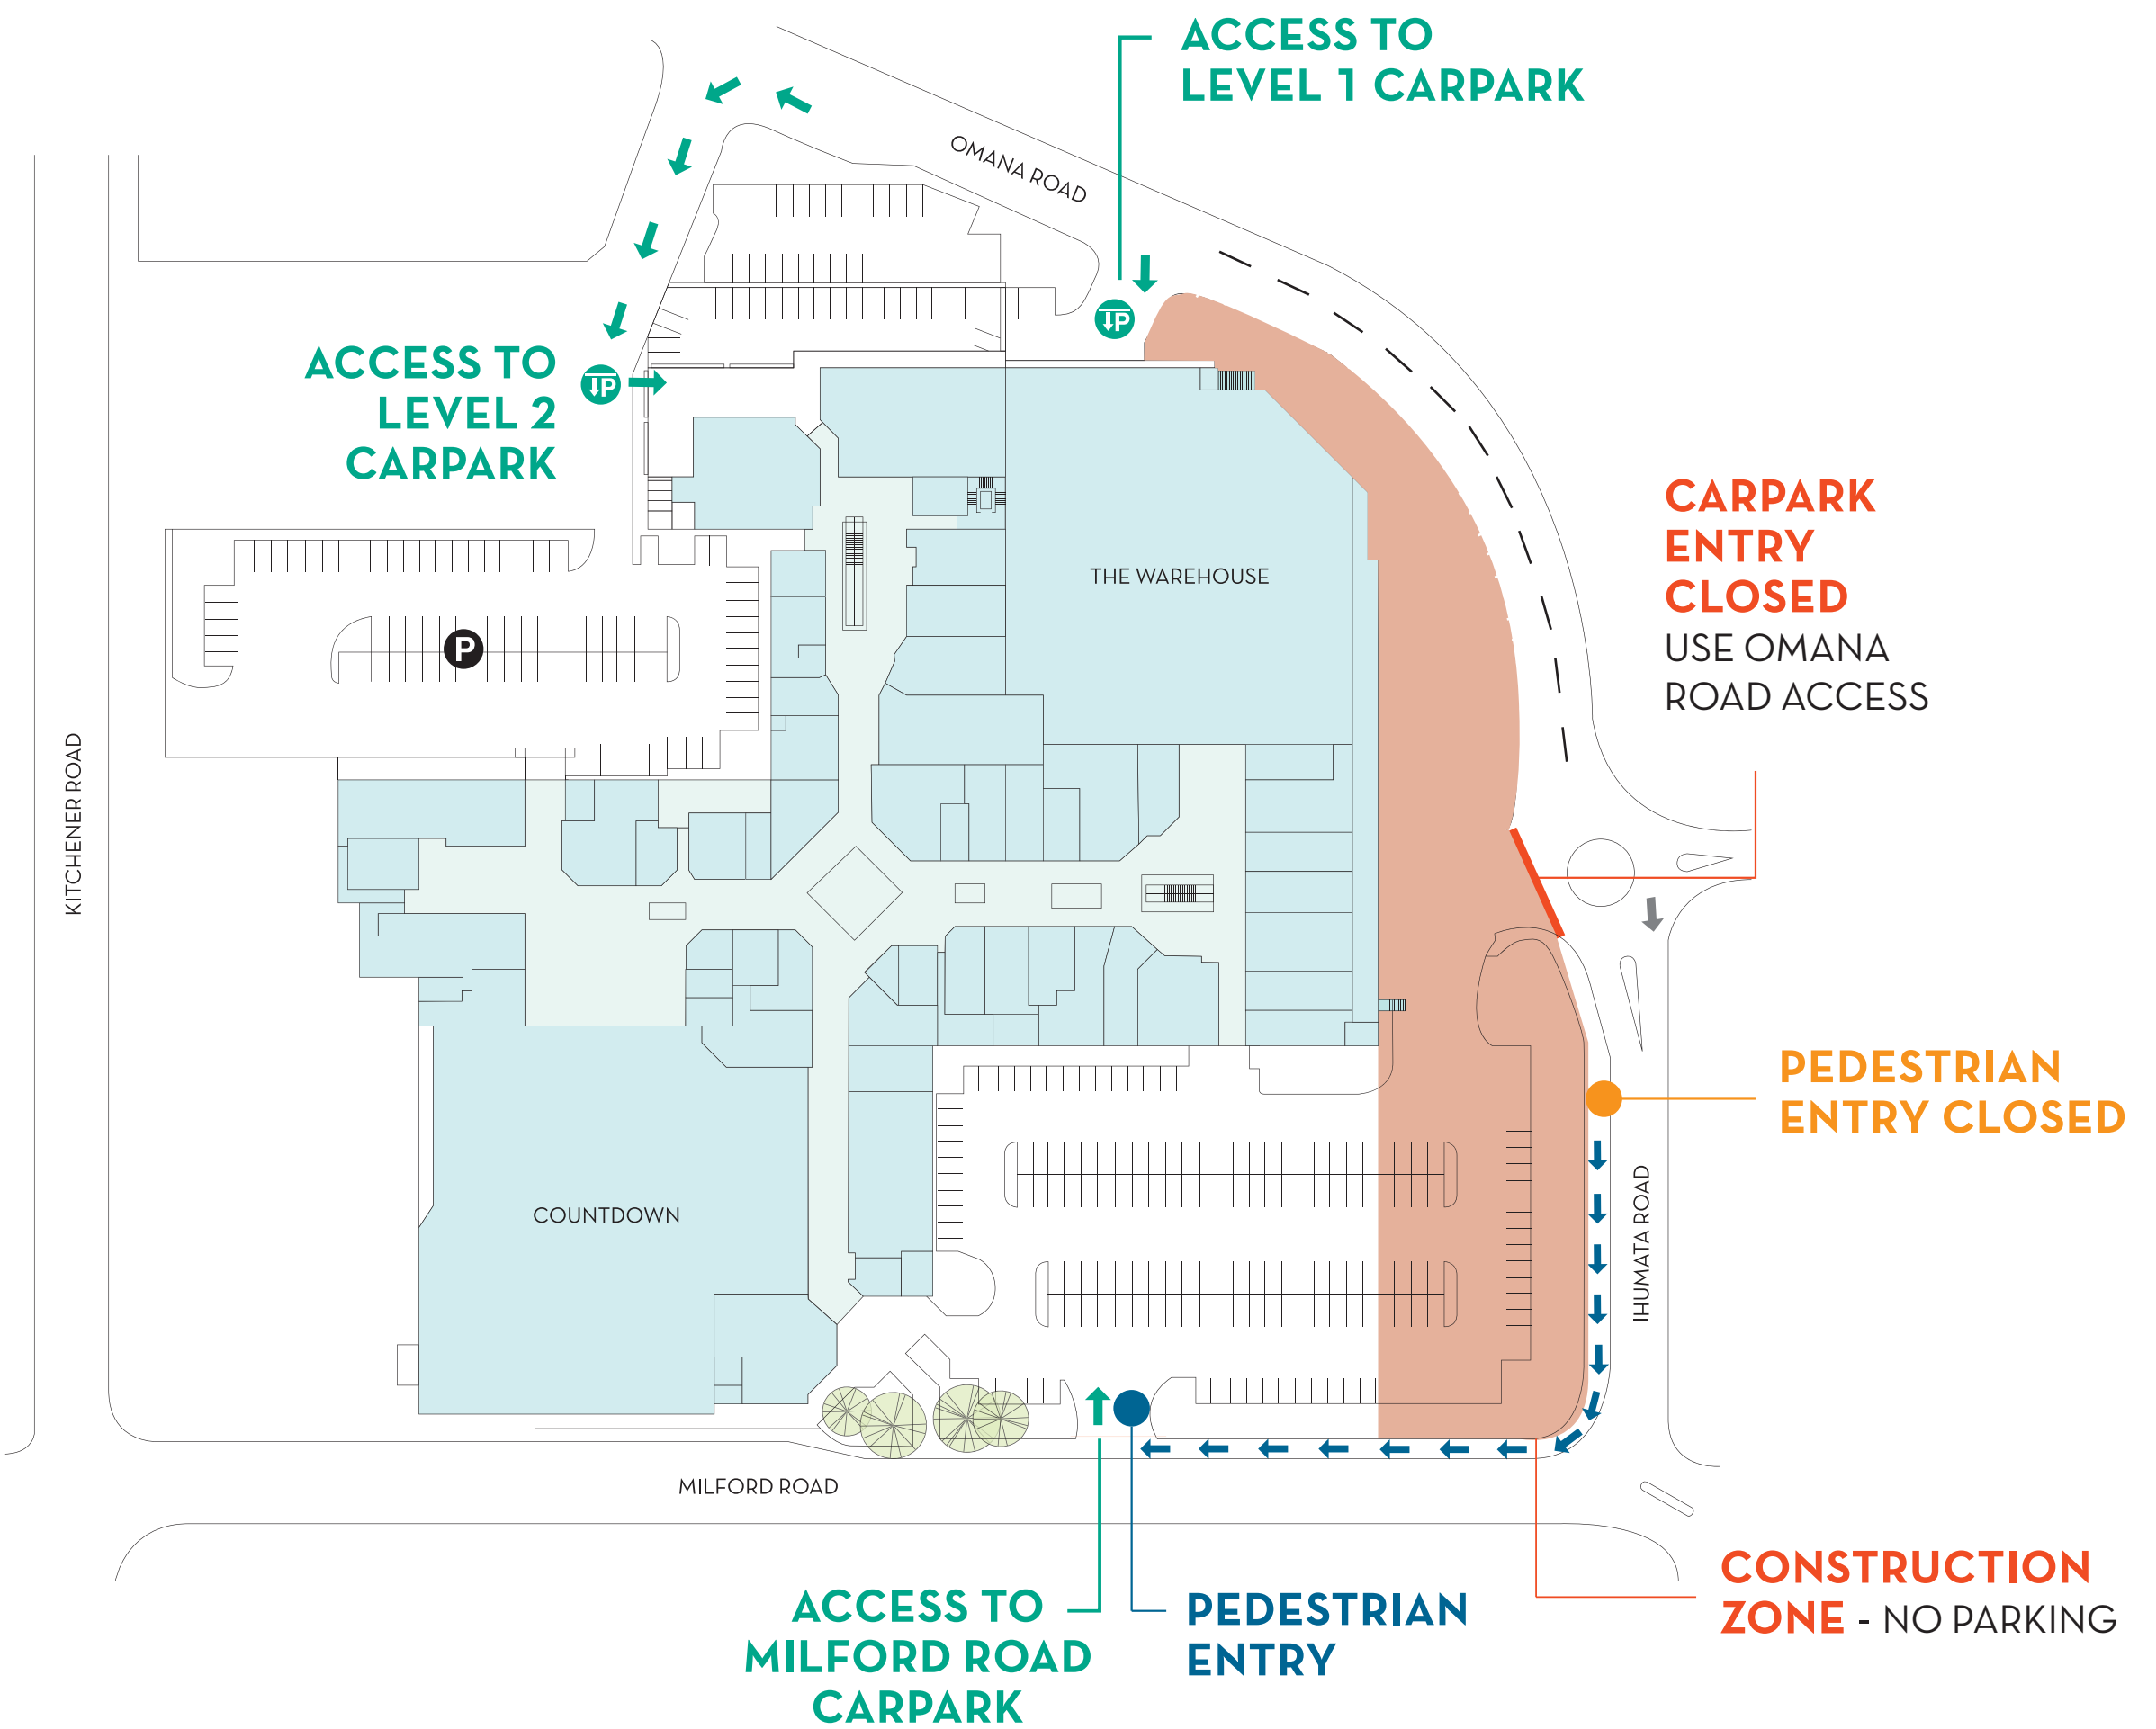 ACCESS TO
LEVEL 1 CARPARK
OMANA ROAD
P
ACCESS TO
LEVEL 2
CARPARK
P
CARPARK
ENTRY
CLOSED
USE OMANA
ROAD ACCESS
THE WAREHOUSE
P
KITCHENER ROAD
PEDESTRIAN
ENTRY CLOSED
COUNTDOWN
IHUMATA ROAD
MILFORD ROAD
ACCESS TO
MILFORD ROAD
CARPARK
PEDESTRIAN
ENTRY
CONSTRUCTION
ZONE - NO PARKING